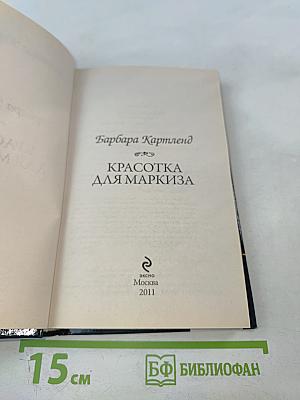 Барбара Картленд
КРАСОТКА
ДЛЯ МАРКИЗА
ЭКСМО
Москва
2011
15 см
БФ БИБЛИОФАН